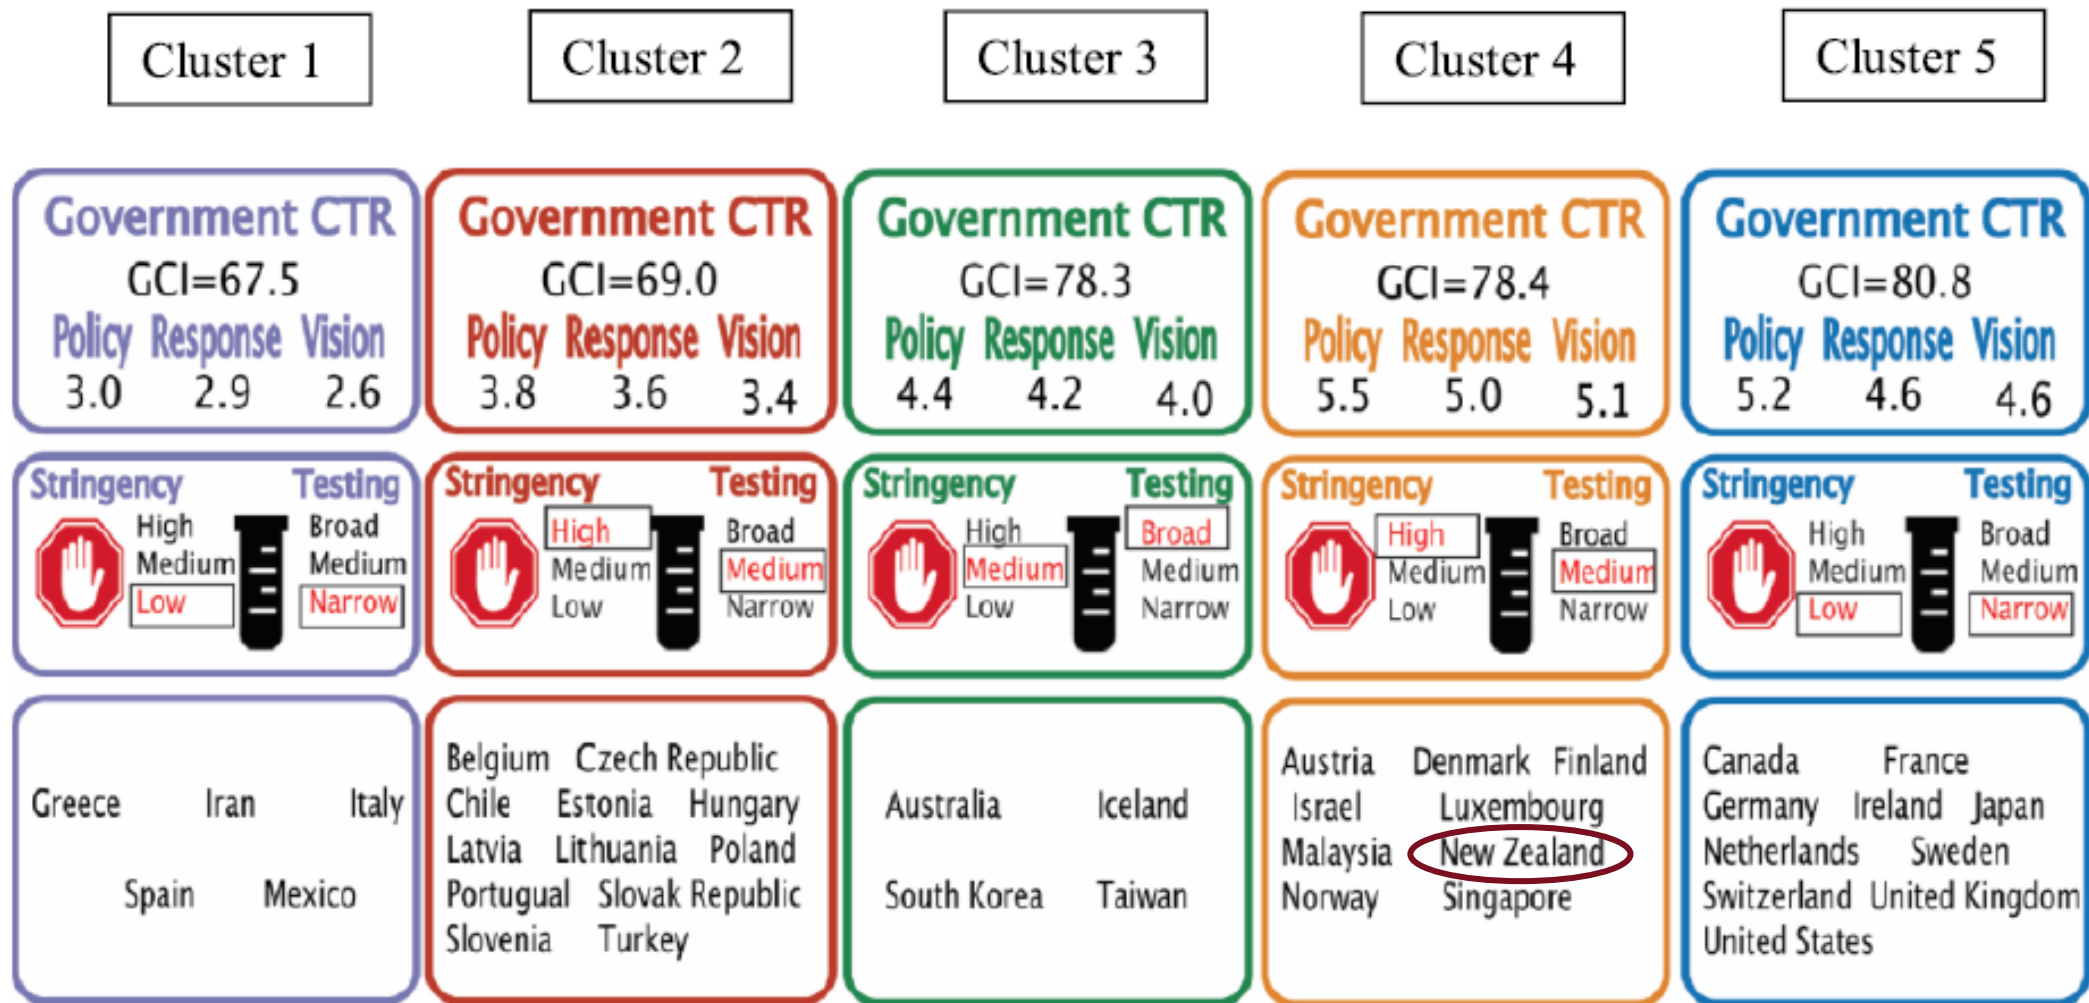 Cluster 1
Cluster 2
Cluster 3
Cluster 4
Cluster 5
Government CTR
GCI=67.5
Policy Response Vision
3.0 2.9 2.6
Stringency Testing
High Broad
Medium Medium
Low Narrow
Greece Iran Italy
Spain Mexico
Government CTR
GCI=69.0
Policy Response Vision
3.8 3.6 3.4
Stringency Testing
High Broad
Medium Medium
Low Narrow
Belgium Czech Republic
Chile Estonia Hungary
Latvia Lithuania Poland
Portugual Slovak Republic
Slovenia Turkey
Government CTR
GCI=78.3
Policy Response Vision
4.4 4.2 4.0
Stringency Testing
High Broad
Medium Medium
Low Narrow
Australia Iceland
South Korea Taiwan
Government CTR
GCI=78.4
Policy Response Vision
5.5 5.0 5.1
Stringency Testing
High Broad
Medium Medium
Low Narrow
Austria Denmark Finland
Israel Luxembourg
Malaysia New Zealand
Norway Singapore
Government CTR
GCI=80.8
Policy Response Vision
5.2 4.6 4.6
Stringency Testing
High Broad
Medium Medium
Low Narrow
Canada France
Germany Ireland Japan
Netherlands Sweden
Switzerland United Kingdom
United States